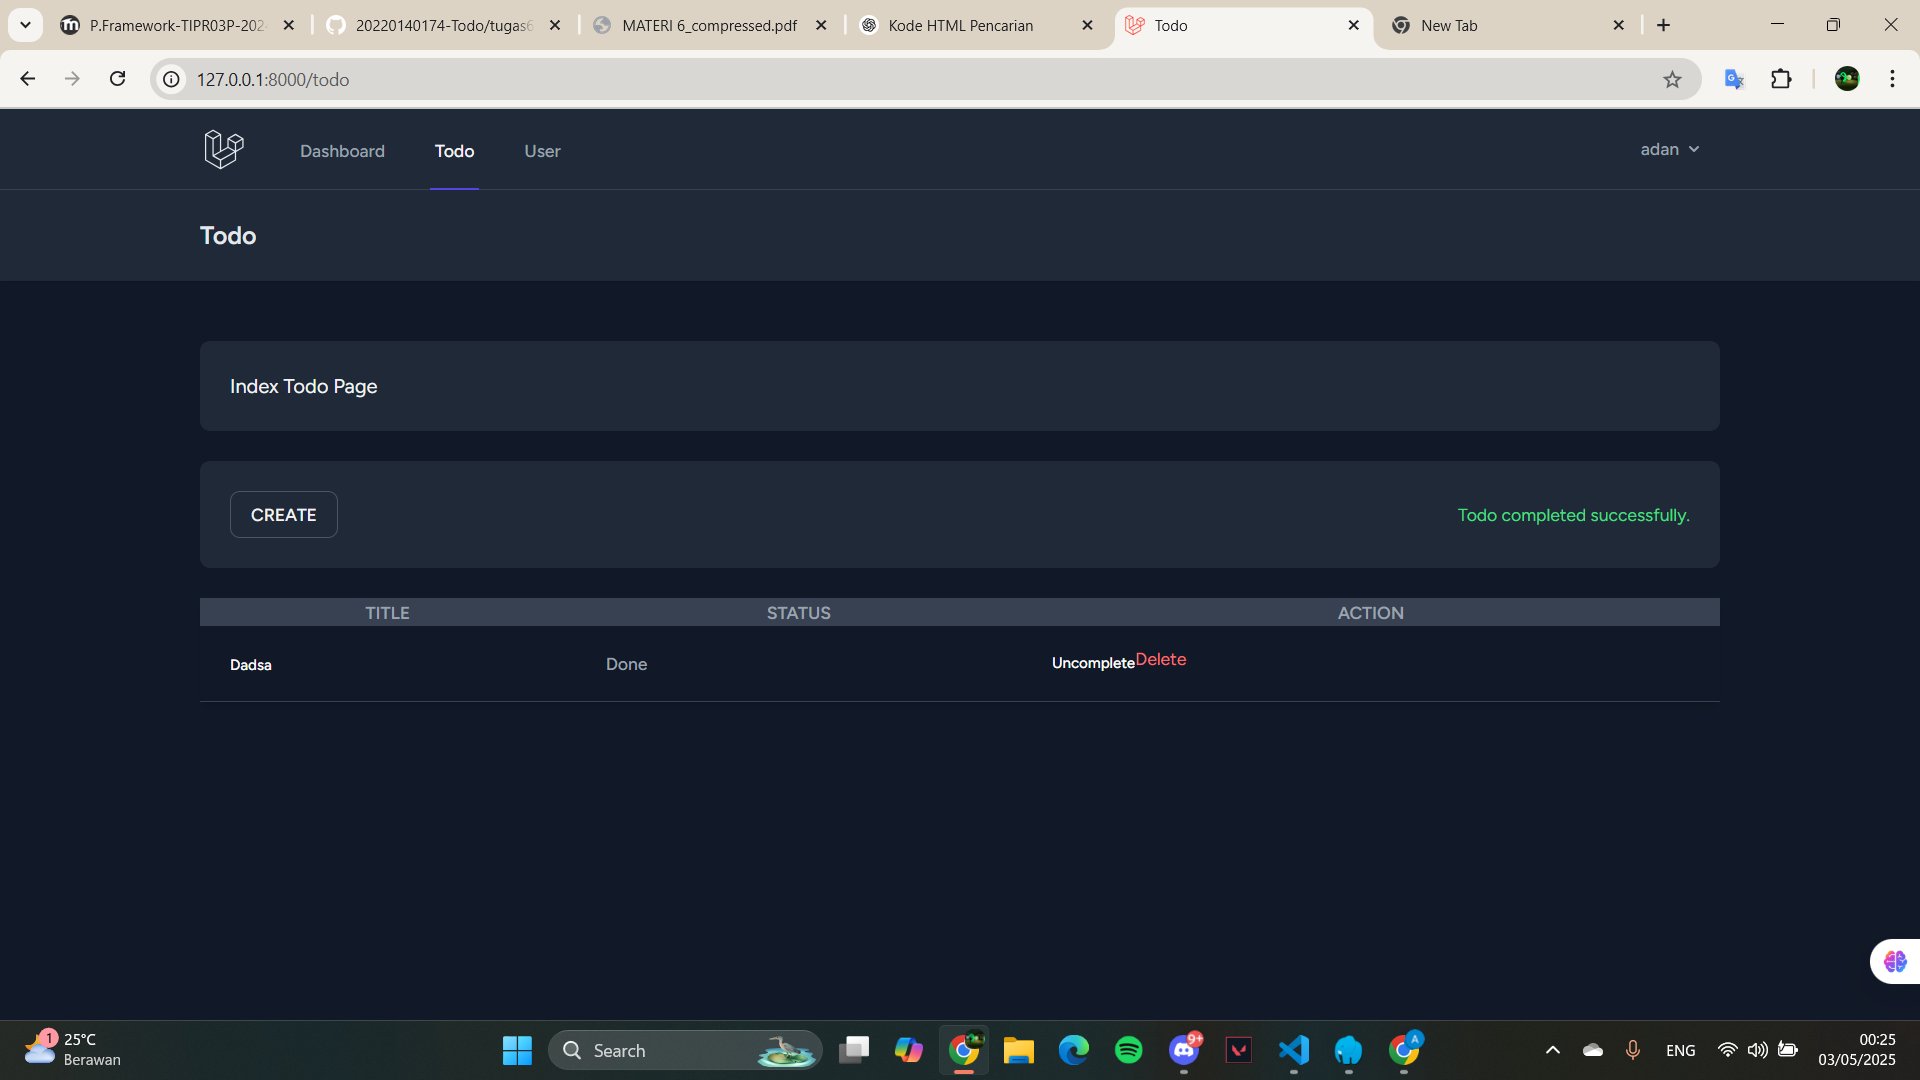 P.Framework-TIPR03P-202
20220140174-Todo/tugas6
MATERI 6_compressed.pdf
Kode HTML Pencarian
Todo
New Tab
127.0.0.1:8000/todo
Dashboard
Todo
User
adan
Todo
Index Todo Page
CREATE
Todo completed successfully.
TITLE
STATUS
ACTION
Dadsa
Done
Uncomplete
Delete
1
25°C
Berawan
Search
9+
A
ENG
00:25
03/05/2025